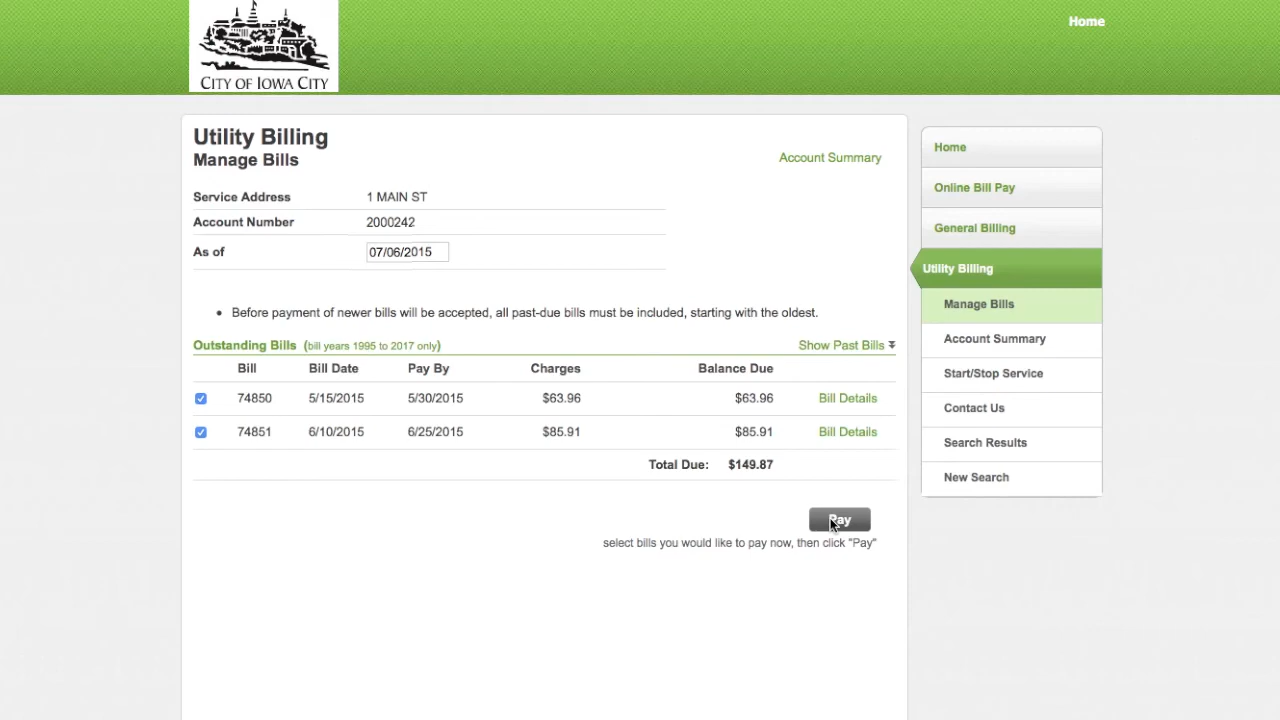 CITY OF IOWA CITY
Home
Utility Billing
Manage Bills
Account Summary
Service Address 1 MAIN ST
Account Number 2000242
As of 07/06/2015
• Before payment of newer bills will be accepted, all past-due bills must be included, starting with the oldest.
Outstanding Bills (bill years 1995 to 2017 only) Show Past Bills
Bill Bill Date Pay By Charges Balance Due
74850 5/15/2015 5/30/2015 $63.96 $63.96 Bill Details
74851 6/10/2015 6/25/2015 $85.91 $85.91 Bill Details
Total Due: $149.87
Pay
select bills you would like to pay now, then click "Pay"
Home
Online Bill Pay
General Billing
Utility Billing
Manage Bills
Account Summary
Start/Stop Service
Contact Us
Search Results
New Search